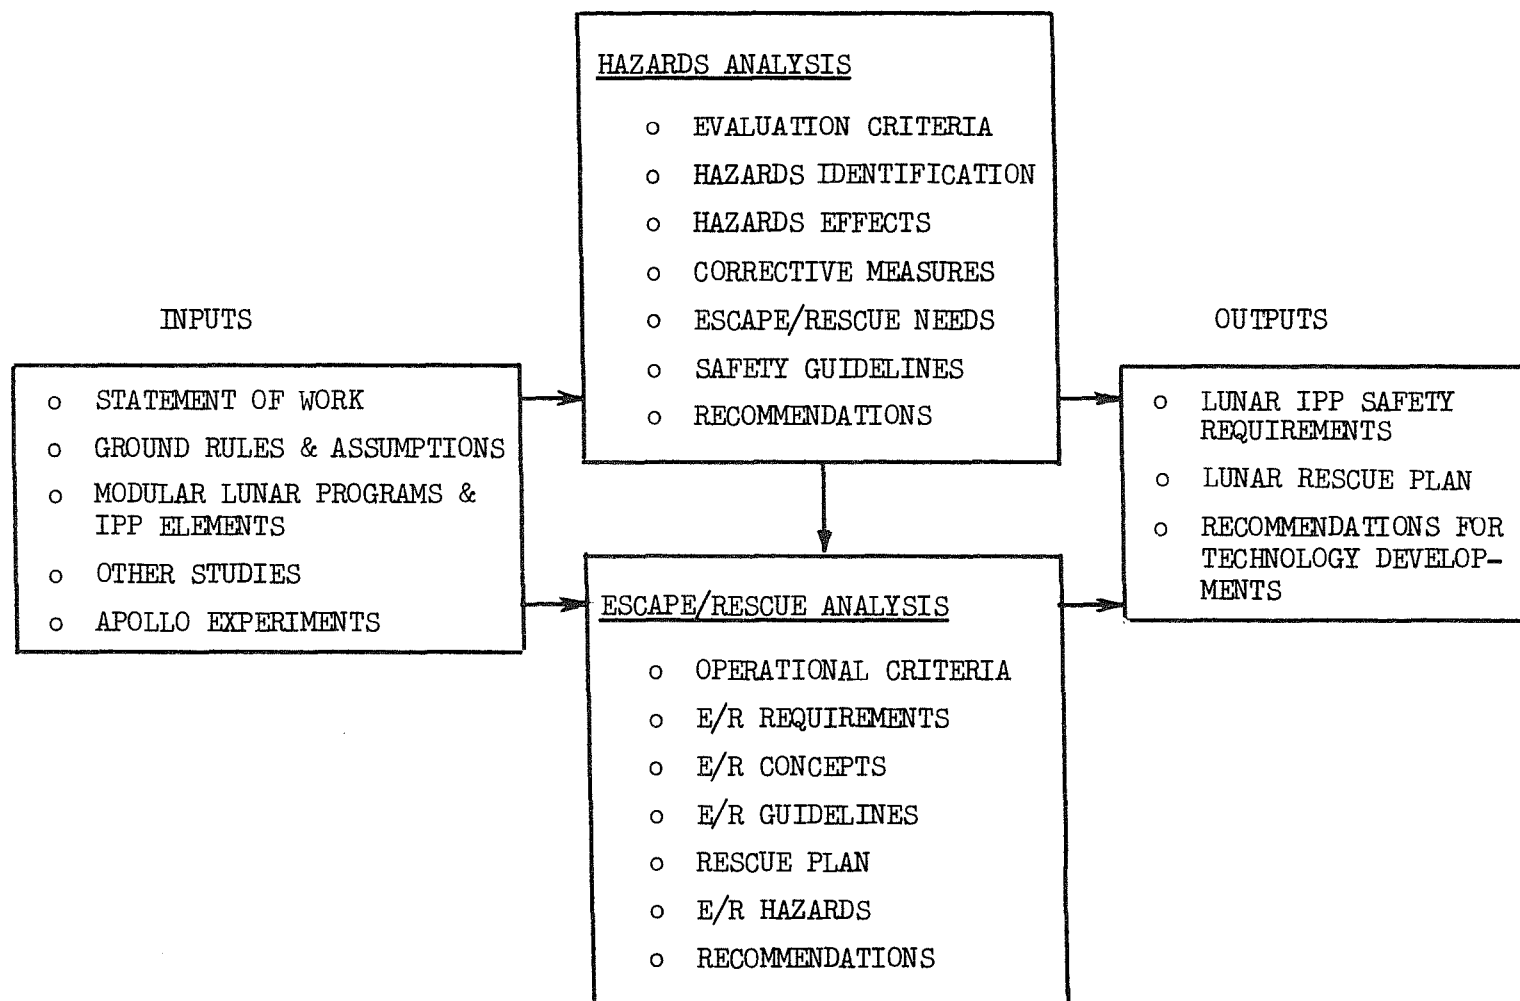 HAZARDS ANALYSIS
o EVALUATION CRITERIA
o HAZARDS IDENTIFICATION
o HAZARDS EFFECTS
o CORRECTIVE MEASURES
o ESCAPE/RESCUE NEEDS
o SAFETY GUIDELINES
o RECOMMENDATIONS
INPUTS
o STATEMENT OF WORK
o GROUND RULES & ASSUMPTIONS
o MODULAR LUNAR PROGRAMS &
IPP ELEMENTS
o OTHER STUDIES
o APOLLO EXPERIMENTS
ESCAPE/RESCUE ANALYSIS
o OPERATIONAL CRITERIA
o E/R REQUIREMENTS
o E/R CONCEPTS
o E/R GUIDELINES
o RESCUE PLAN
o E/R HAZARDS
o RECOMMENDATIONS
OUTPUTS
o LUNAR IPP SAFETY
REQUIREMENTS
o LUNAR RESCUE PLAN
o RECOMMENDATIONS FOR
TECHNOLOGY DEVELOP-
MENTS